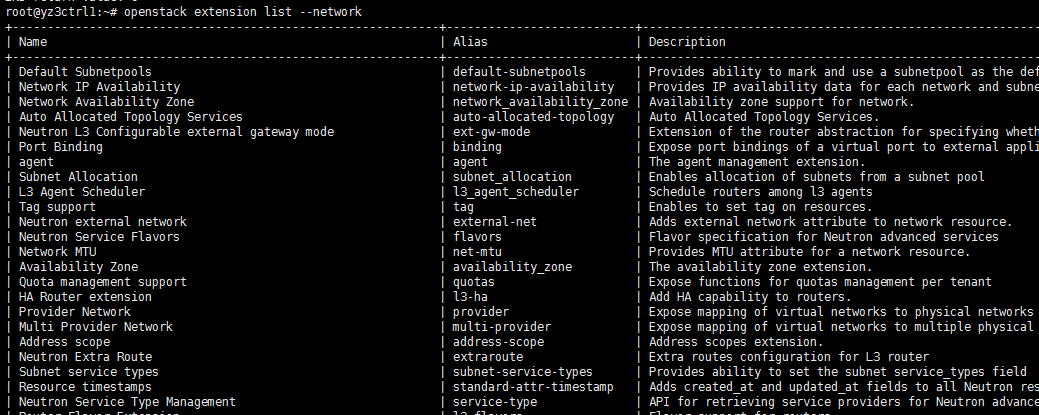 root@yz3ctrl1:~# openstack extension list --network
| Name | Alias | Description
| Default Subnetpools | default-subnetpools | Provides ability to mark and use a subnetpool as the def
| Network IP Availability | network-ip-availability | Provides IP availability data for each network and subne
| Network Availability Zone | network_availability_zone | Availability zone support for network.
| Auto Allocated Topology Services | auto-allocated-topology | Auto Allocated Topology Services.
| Neutron L3 Configurable external gateway mode | ext-gw-mode | Extension of the router abstraction for specifying wheth
| Port Binding | binding | Expose port bindings of a virtual port to external appli
| agent | agent | The agent management extension.
| Subnet Allocation | subnet_allocation | Enables allocation of subnets from a subnet pool
| L3 Agent Scheduler | l3_agent_scheduler | Schedule routers among l3 agents
| Tag support | tag | Enables to set tag on resources.
| Neutron external network | external-net | Adds external network attribute to network resource.
| Neutron Service Flavors | flavors | Flavor specification for Neutron advanced services
| Network MTU | net-mtu | Provides MTU attribute for a network resource.
| Availability Zone | availability_zone | The availability zone extension.
| Quota management support | quotas | Expose functions for quotas management per tenant
| HA Router extension | l3-ha | Add HA capability to routers.
| Provider Network | provider | Expose mapping of virtual networks to physical networks
| Multi Provider Network | multi-provider | Expose mapping of virtual networks to multiple physical
| Address scope | address-scope | Address scopes extension.
| Neutron Extra Route | extraroute | Extra routes configuration for L3 router
| Subnet service types | subnet-service-types | Provides ability to set the subnet service_types field
| Resource timestamps | standard-attr-timestamp | Adds created_at and updated_at fields to all Neutron res
| Neutron Service Type Management | service-type | API for retrieving service providers for Neutron advance